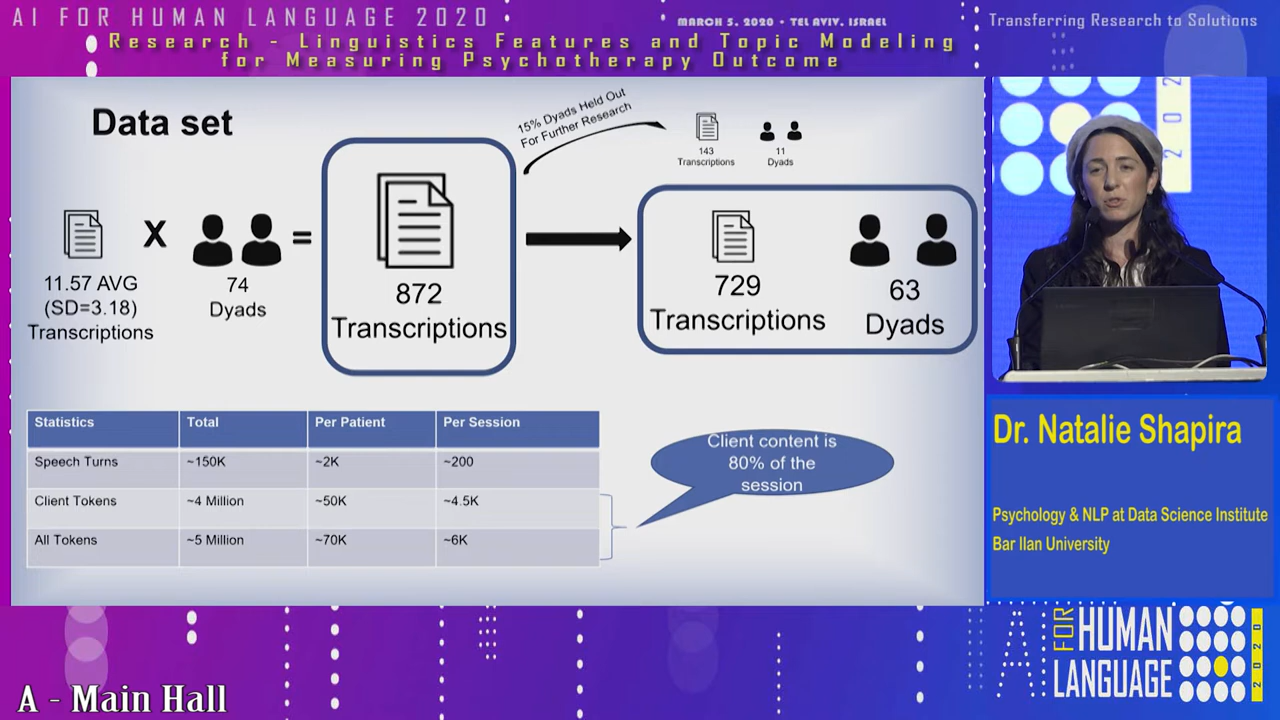 AI FOR HUMAN LANGUAGE 2020
MARCH 5, 2020 • TEL AVIV, ISRAEL
Transferring Research to Solutions
Research - Linguistics Features and Topic Modeling
for Measuring Psychotherapy Outcome
Data set
15% Dyads Held Out
For Further Research
143
Transcriptions
11
Dyads
X
=
11.57 AVG
(SD=3.18)
Transcriptions
74
Dyads
872
Transcriptions
729
Transcriptions
63
Dyads
Statistics Total Per Patient Per Session
Speech Turns ~150K ~2K ~200
Client Tokens ~4 Million ~50K ~4.5K
All Tokens ~5 Million ~70K ~6K
Client content is
80% of the
session
202
Dr. Natalie Shapira
Psychology & NLP at Data Science Institute
Bar Ilan University
A - Main Hall
AI FOR HUMAN
LANGUAGE
2020